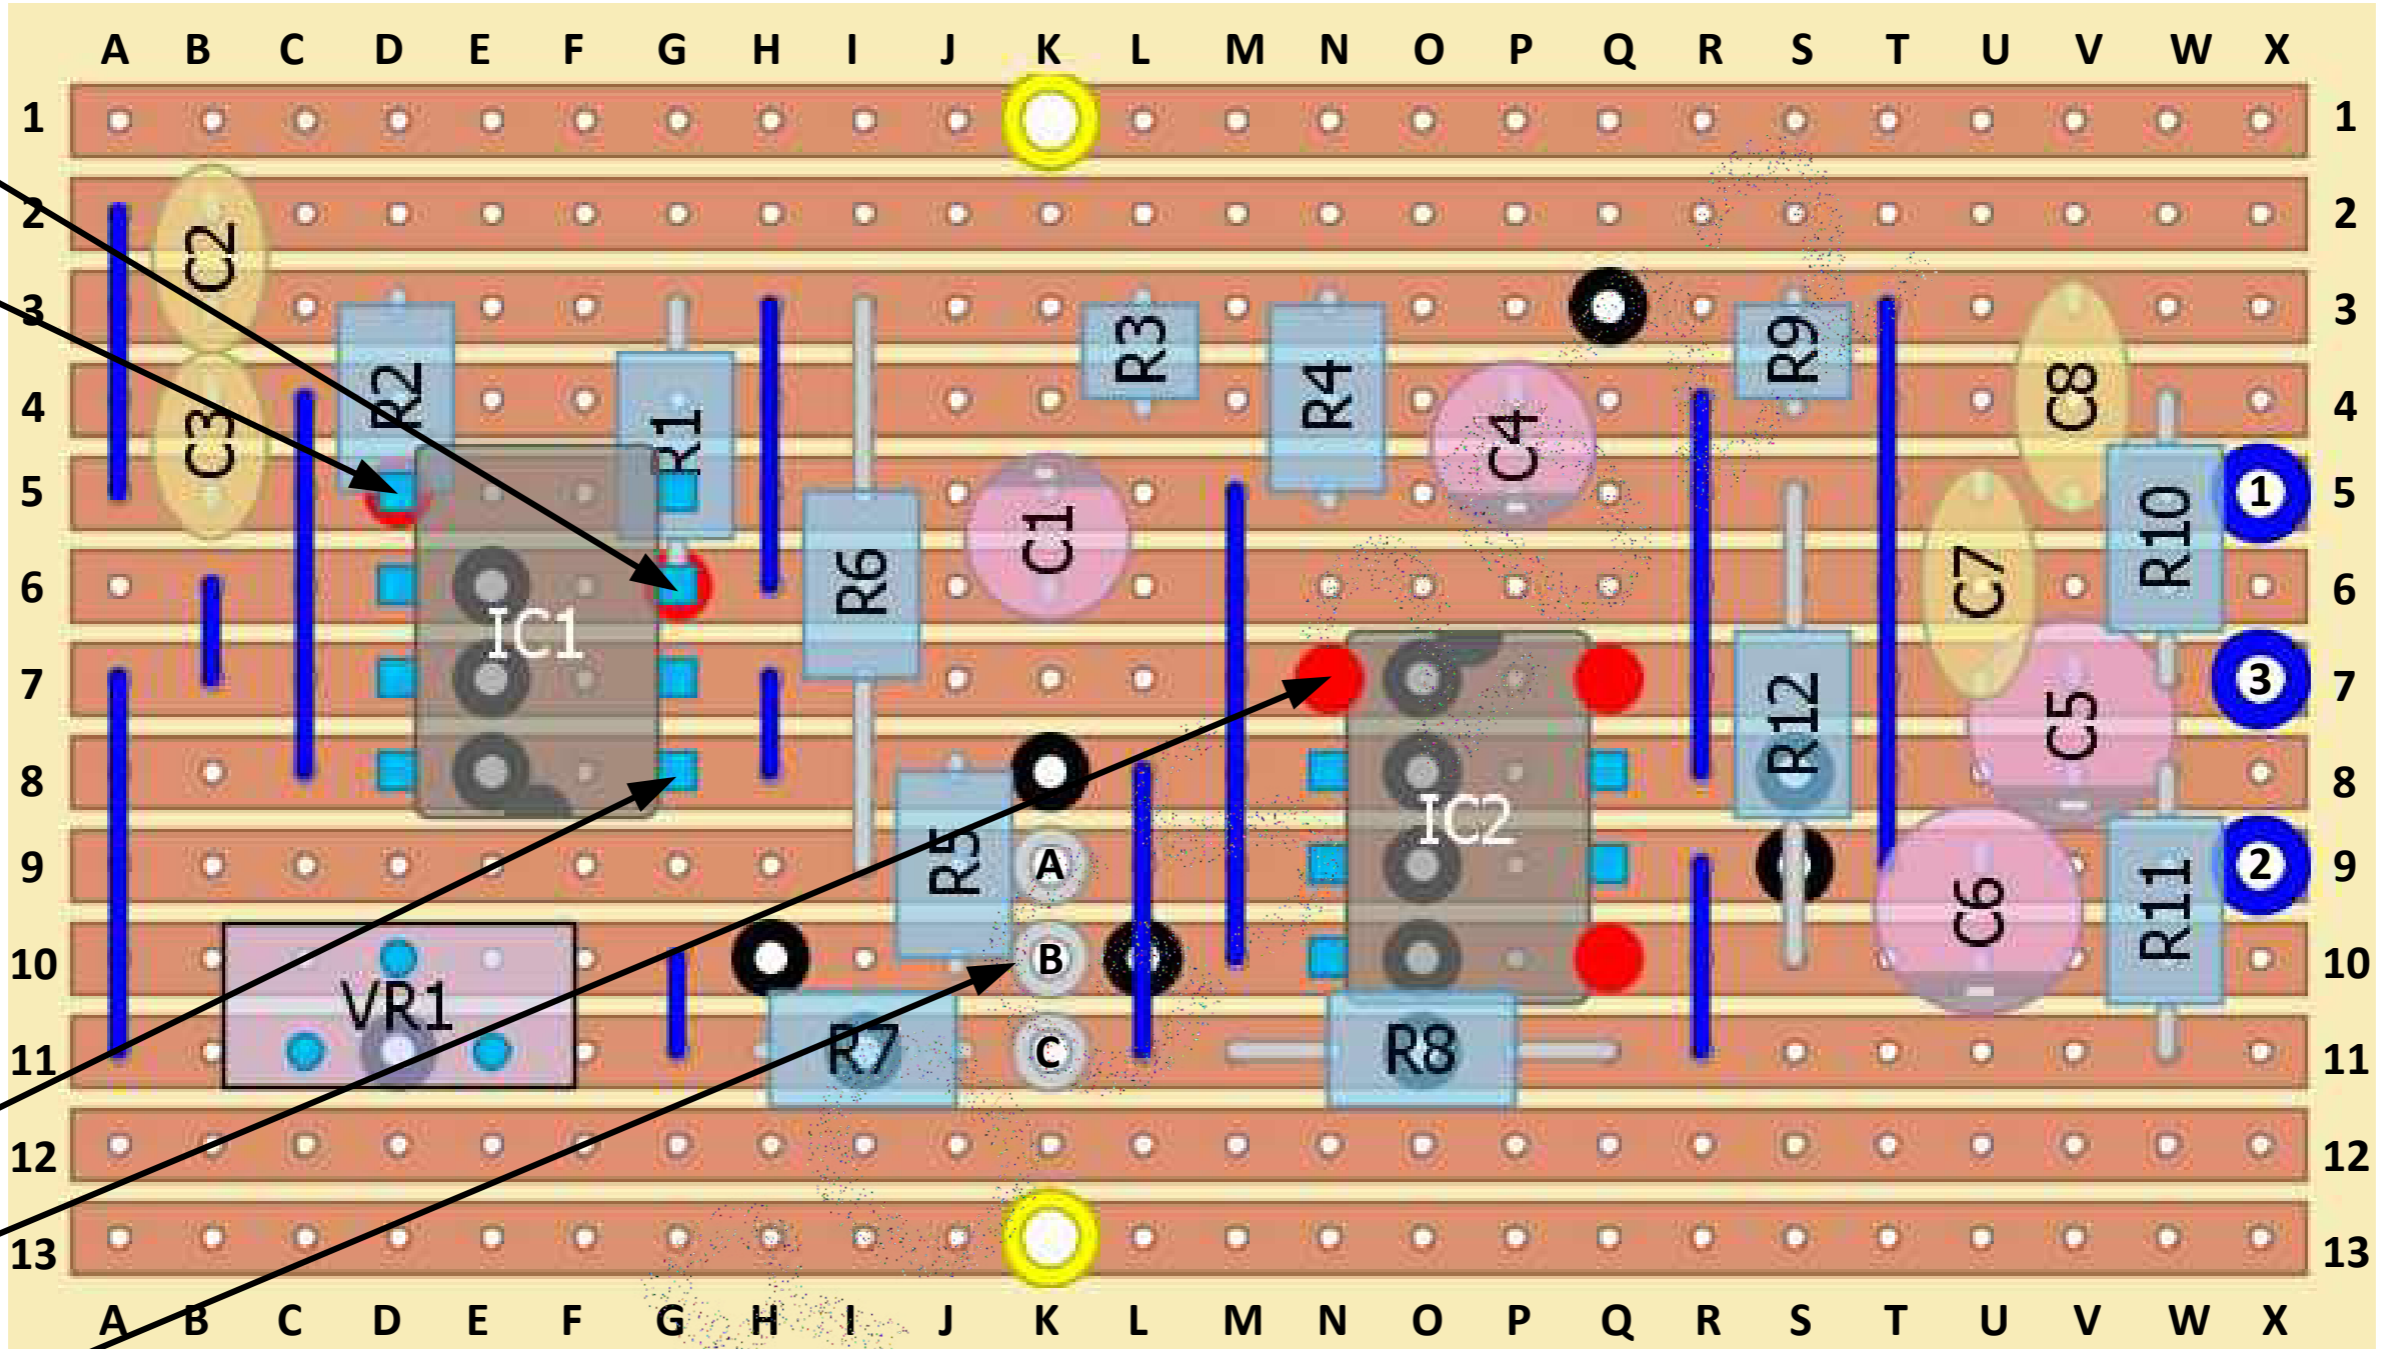 A B C D E F G H I J K L M N O P Q R S T U V W X
1 1
2 C2 2
3 R3 R9 3
4 C3 R2 R1 R4 C4 C8 4
5 C1 R10 1 5
6 IC1 R6 C7 6
7 R12 C5 3 7
8 IC2 8
9 R5 A C6 R11 2 9
10 VR1 B 10
11 R7 C R8 11
12 12
13 13
A B C D E F G H I J K L M N O P Q R S T U V W X